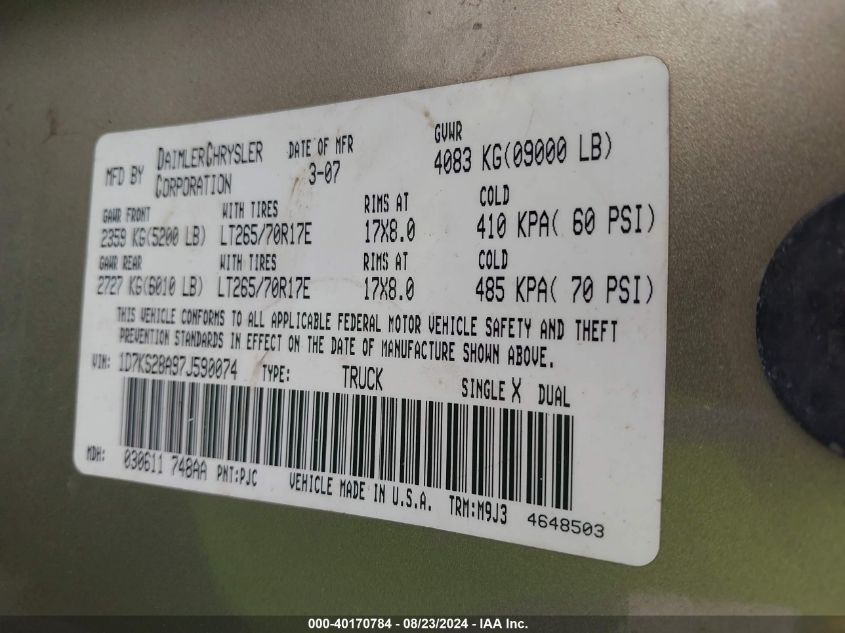 MFD BY DAIMLERCHRYSLER CORPORATION DATE OF MFR 3-07 GVWR 4083 KG(09000 LB)
GAWR FRONT WITH TIRES RIMS AT COLD
2359 KG(5200 LB) LT265/70R17E 17X8.0 410 KPA( 60 PSI)
GAWR REAR WITH TIRES RIMS AT COLD
2727 KG(6010 LB) LT265/70R17E 17X8.0 485 KPA( 70 PSI)
THIS VEHICLE CONFORMS TO ALL APPLICABLE FEDERAL MOTOR VEHICLE SAFETY AND THEFT
PREVENTION STANDARDS IN EFFECT ON THE DATE OF MANUFACTURE SHOWN ABOVE.
VIN: 1D7KS28A97J590074 TYPE: TRUCK SINGLE X DUAL
MDH: 030611 748AA PNT:PJC VEHICLE MADE IN U.S.A. TRM:M9J3 4648503
000-40170784 - 08/23/2024 - IAA Inc.